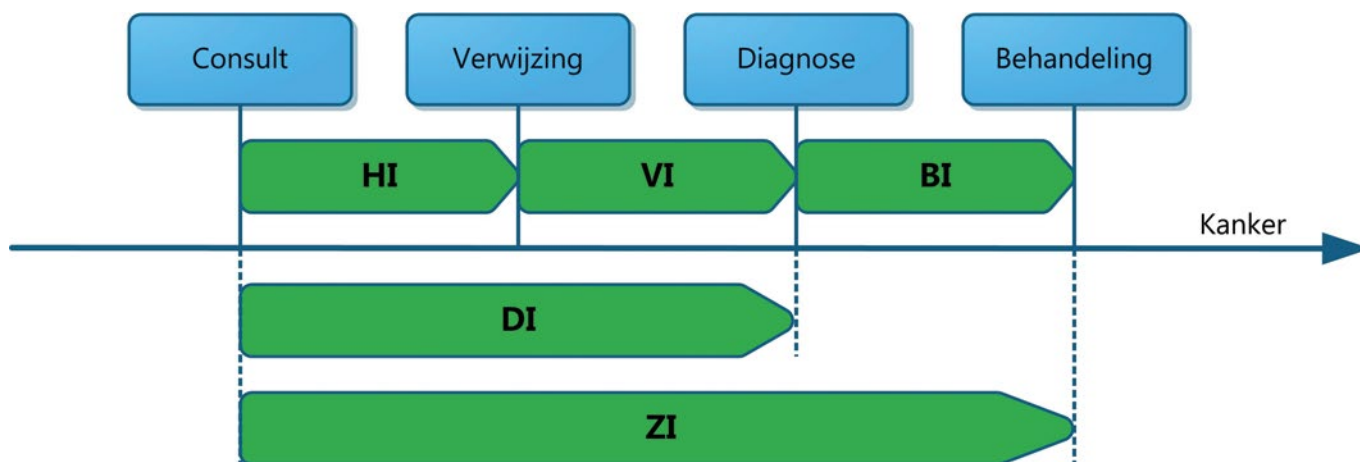 Consult
Verwijzing
Diagnose
Behandeling
HI
VI
BI
Kanker
DI
ZI